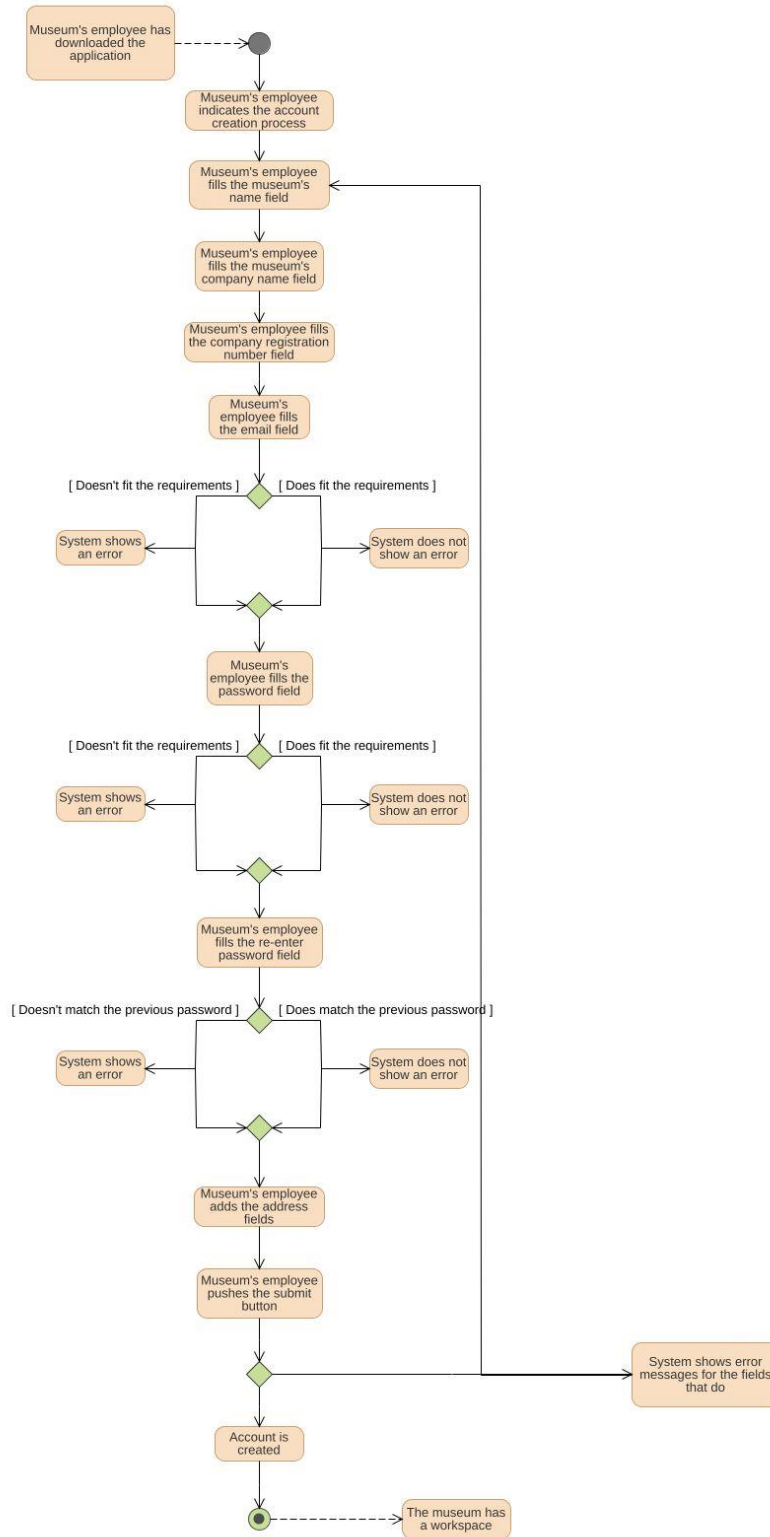 Museum's employee has
downloaded the
application
Museum's employee
indicates the account
creation process
Museum's employee
fills the museum's
name field
Museum's employee
fills the museum's
company name field
Museum's employee fills
the company registration
number field
Museum's
employee fills
the email field
[ Doesn't fit the requirements ]
[ Does fit the requirements ]
System shows
an error
System does not
show an error
Museum's
employee fills the
password field
[ Doesn't fit the requirements ]
[ Does fit the requirements ]
System shows
an error
System does not
show an error
Museum's employee
fills the re-enter
password field
[ Doesn't match the previous password ]
[ Does match the previous password ]
System shows
an error
System does not
show an error
Museum's employee
adds the address
fields
Museum's employee
pushes the submit
button
System shows error
messages for the fields
that do
Account is
created
The museum has
a workspace